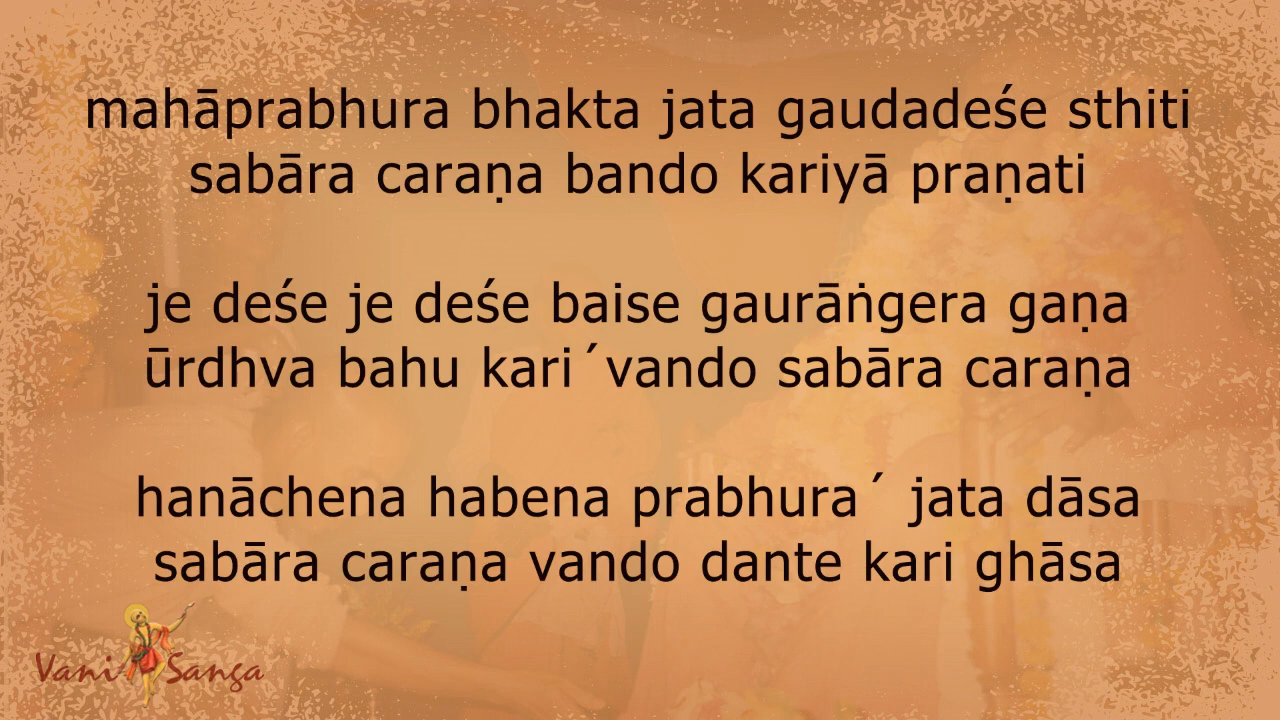 mahāprabhura bhakta jata gaudadeśe sthiti
sabāra caraṇa bando kariyā praṇati
je deśe je deśe baise gaurāṅgera gaṇa
ūrdhva bahu kari´vando sabāra caraṇa
hanāchena habena prabhura´ jata dāsa
sabāra caraṇa vando dante kari ghāsa
Vani Sanga